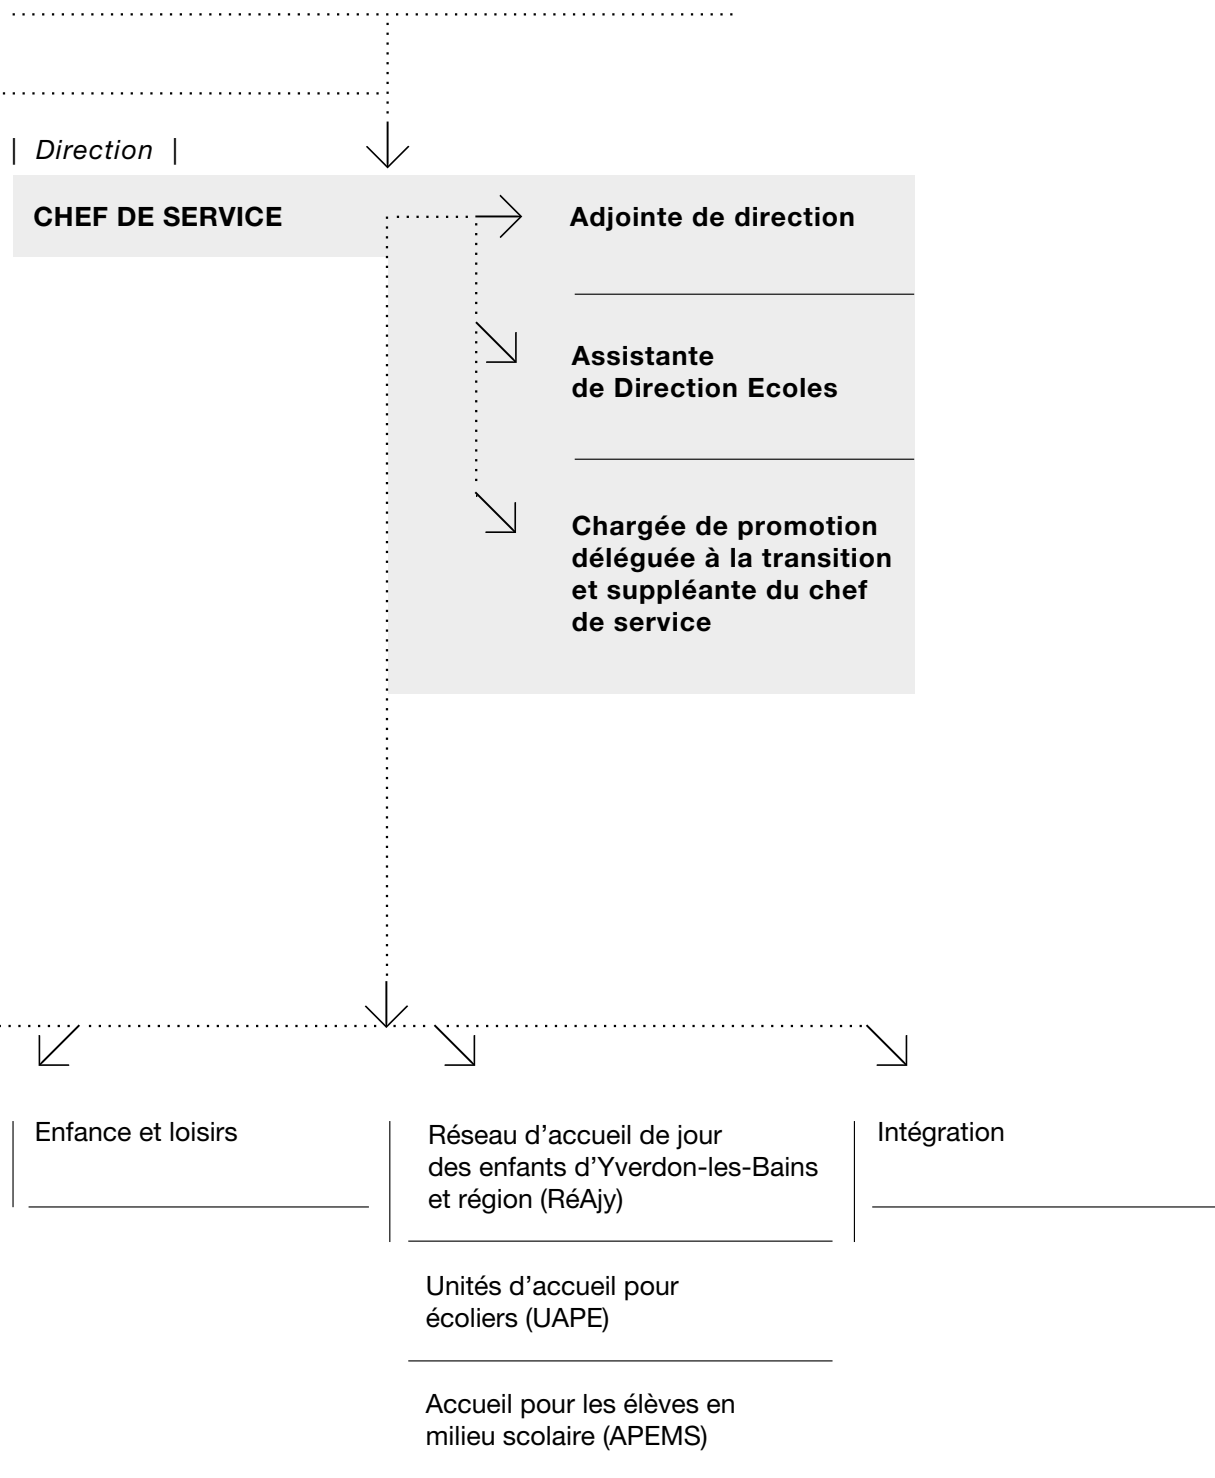 | Direction |
CHEF DE SERVICE
Adjointe de direction
Assistante
de Direction Ecoles
Chargée de promotion
déléguée à la transition
et suppléante du chef
de service
Enfance et loisirs
Réseau d’accueil de jour
des enfants d’Yverdon-les-Bains
et région (RéAjy)
Unités d’accueil pour
écoliers (UAPE)
Accueil pour les élèves en
milieu scolaire (APEMS)
Intégration